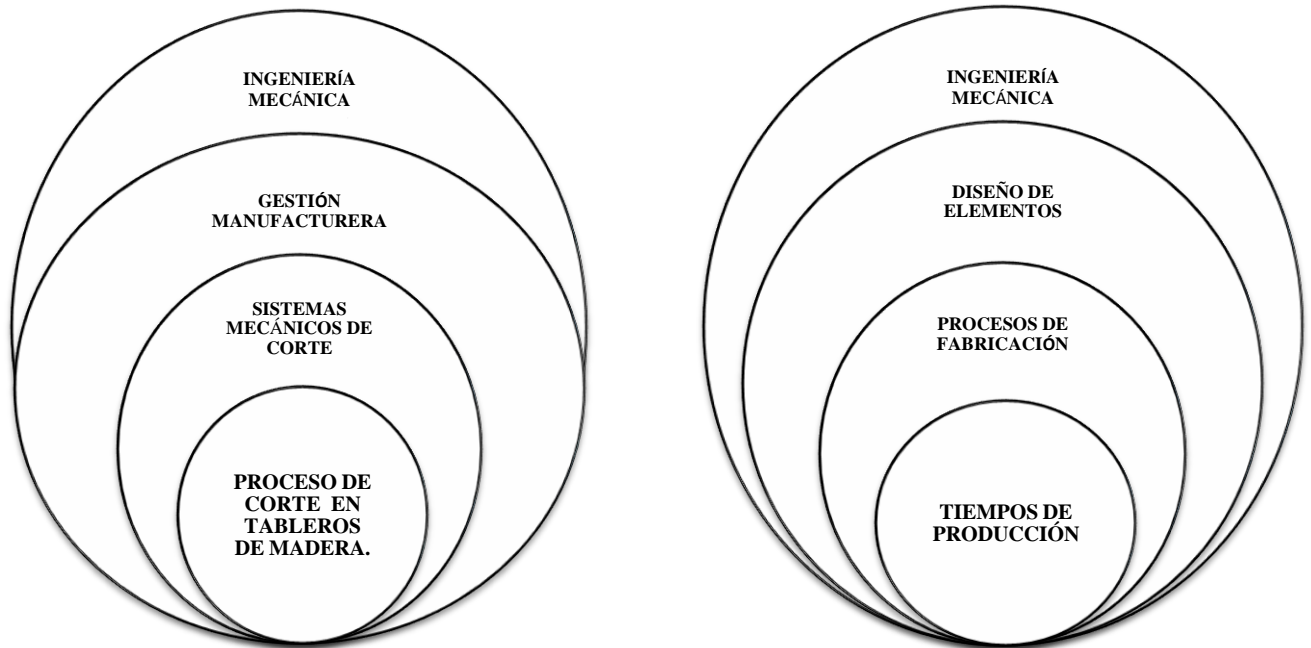 INGENIERÍA
MECÁNICA
GESTIÓN
MANUFACTURERA
SISTEMAS
MECÁNICOS DE
CORTE
PROCESO DE
CORTE EN
TABLEROS
DE MADERA.
INGENIERÍA
MECÁNICA
DISEÑO DE
ELEMENTOS
PROCESOS DE
FABRICACIÓN
TIEMPOS DE
PRODUCCIÓN